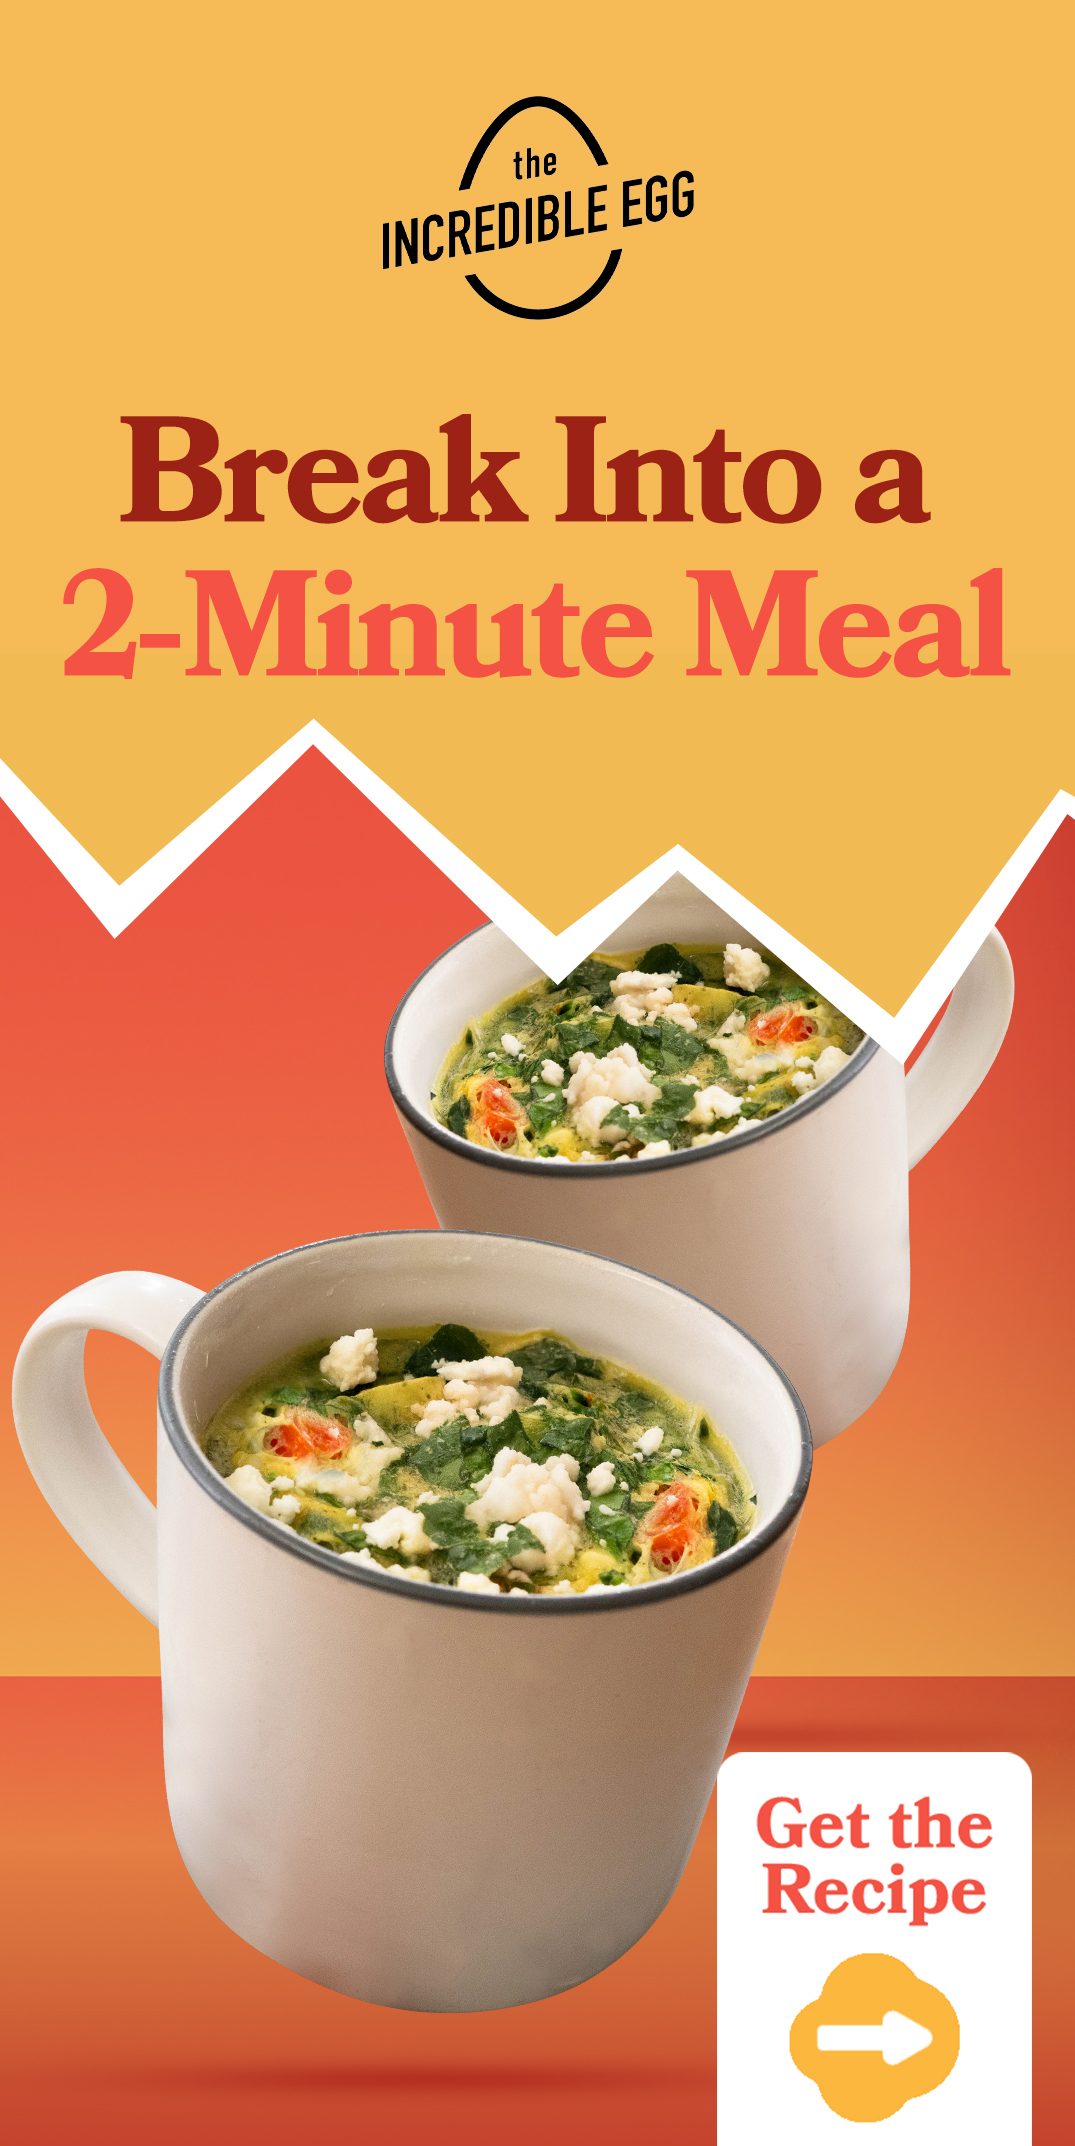 the
INCREDIBLE EGG
Break Into a
2-Minute Meal
Get the
Recipe